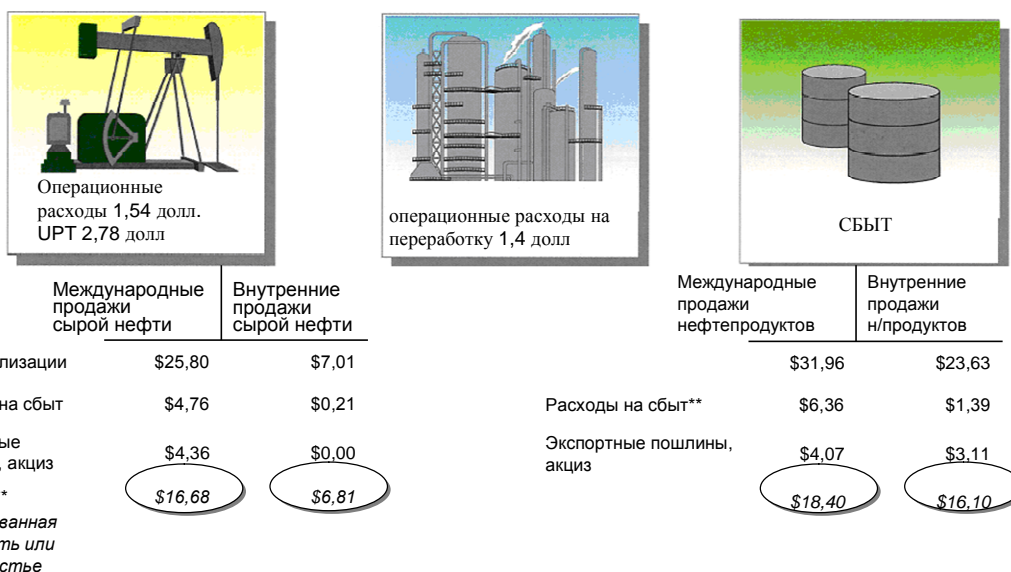 Операционные
расходы 1,54 долл.
UPT 2,78 долл
операционные расходы на
переработку 1,4 долл
СБЫТ
Международные продажи сырой нефти
Внутренние продажи сырой нефти
лизации $25,80 $7,01
на сбыт $4,76 $0,21
ые
, акциз $4,36 $0,00
* $16,68 $6,81
ванная
ть или
стье
Международные продажи нефтепродуктов
Внутренние продажи н/продуктов
$31,96 $23,63
Расходы на сбыт** $6,36 $1,39
Экспортные пошлины,
акциз $4,07 $3,11
$18,40 $16,10